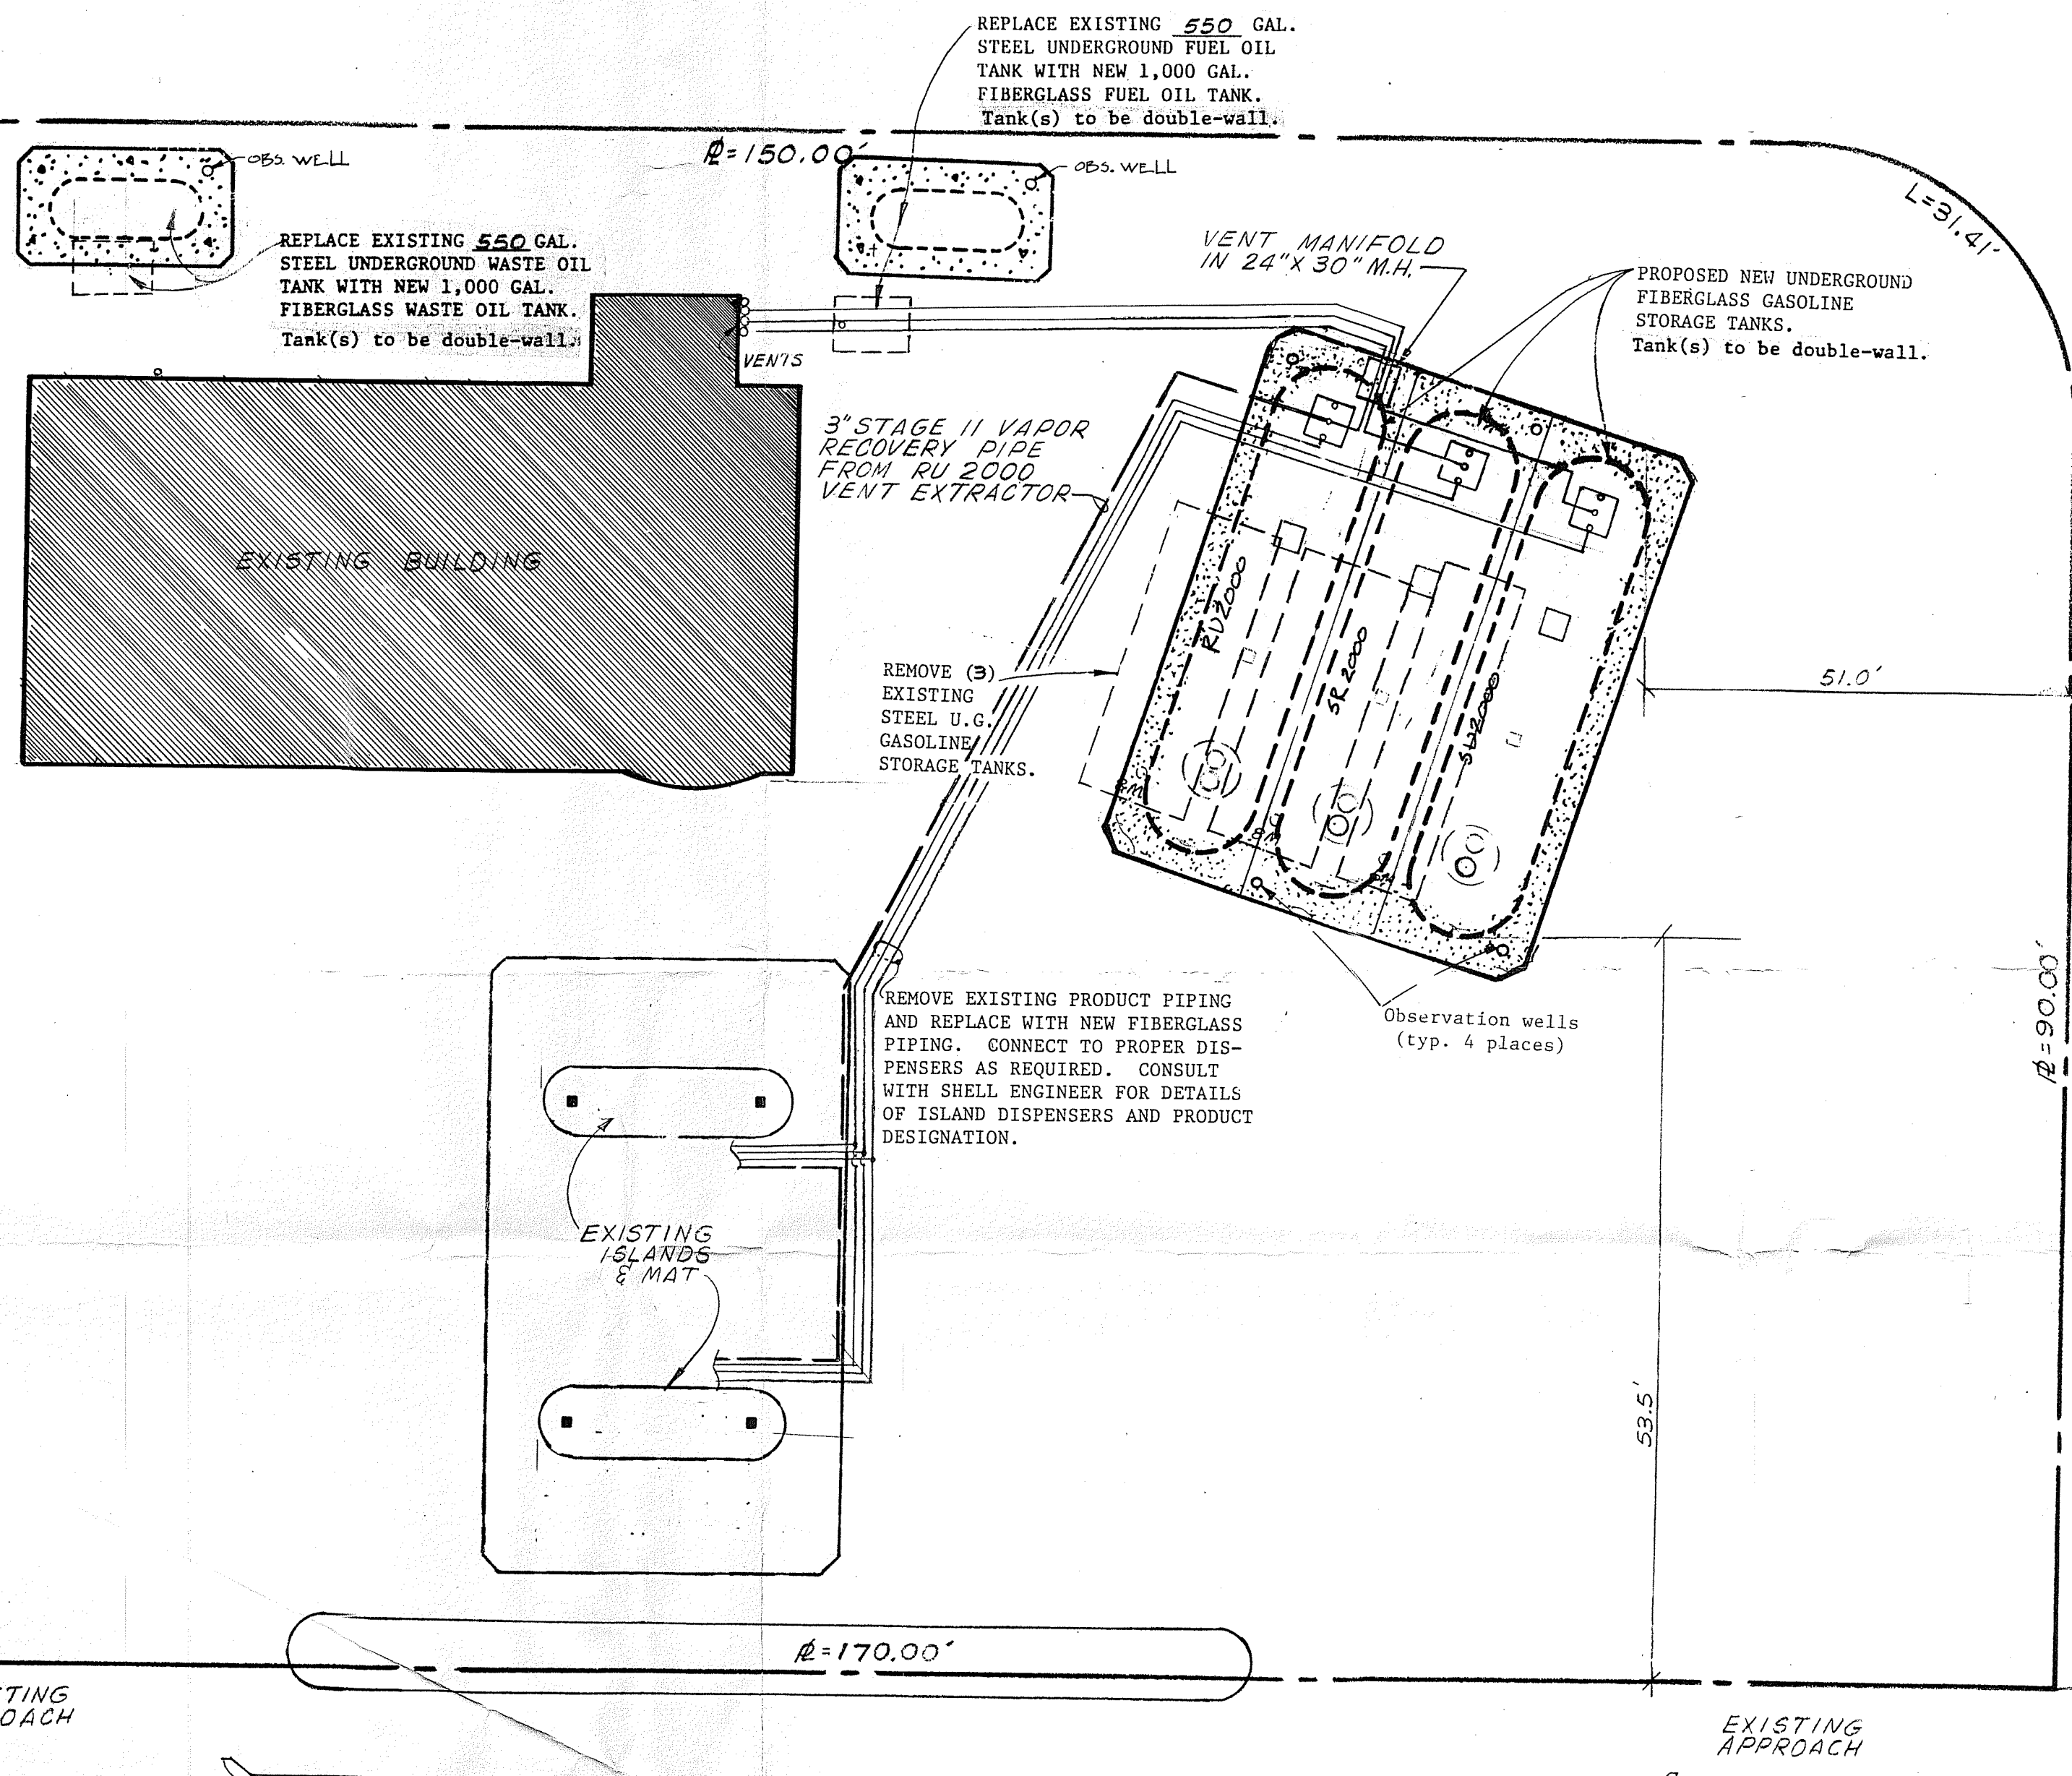 REPLACE EXISTING 550 GAL.
STEEL UNDERGROUND FUEL OIL
TANK WITH NEW 1,000 GAL.
FIBERGLASS FUEL OIL TANK.
Tank(s) to be double-wall.
℄=150.00'
OBS. WELL
OBS. WELL
L=31.41'
REPLACE EXISTING 550 GAL.
STEEL UNDERGROUND WASTE OIL
TANK WITH NEW 1,000 GAL.
FIBERGLASS WASTE OIL TANK.
Tank(s) to be double-wall.
VENT MANIFOLD
IN 24"X 30" M.H.
PROPOSED NEW UNDERGROUND
FIBERGLASS GASOLINE
STORAGE TANKS.
Tank(s) to be double-wall.
VENTS
3" STAGE II VAPOR
RECOVERY PIPE
FROM RU 2000
VENT EXTRACTOR
EXISTING BUILDING
RU2000
SR2000
SU2000
REMOVE (3)
EXISTING
STEEL U.G.
GASOLINE
STORAGE TANKS.
51.0'
REMOVE EXISTING PRODUCT PIPING
AND REPLACE WITH NEW FIBERGLASS
PIPING. CONNECT TO PROPER DIS-
PENSERS AS REQUIRED. CONSULT
WITH SHELL ENGINEER FOR DETAILS
OF ISLAND DISPENSERS AND PRODUCT
DESIGNATION.
Observation wells
(typ. 4 places)
℄=90.00'
EXISTING
ISLANDS
& MAT
53.5'
℄=170.00'
TING
OACH
EXISTING
APPROACH